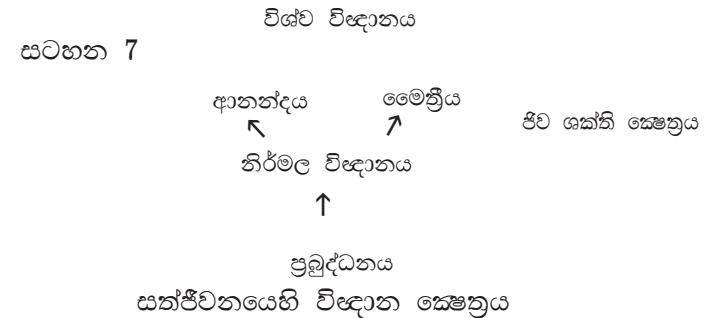 විශ්ව විඥානය
සටහන 7
ආනන්දය මෛත්‍රීය
ජීව ශක්ති ක්‍ෂෙත්‍රය
↖ ↗
නිර්මල විඥානය
↑
ප්‍රබුද්ධනය
සත්ජීවනයෙහි විඥාන ක්‍ෂෙත්‍රය